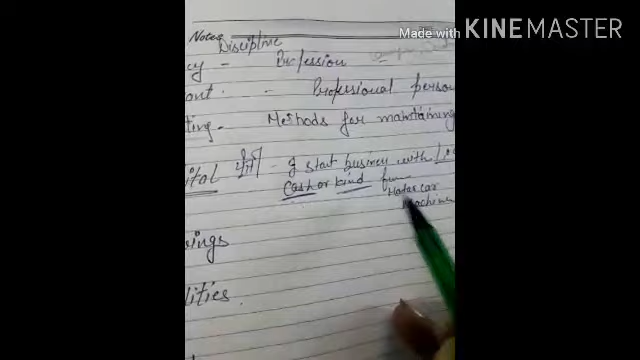 Made with KINEMASTER
Notes
Discipline
cy - Profession
ont. - Professional perso
ting - Methods for maintaining
ital पूंजी - I start business with
Cash or kind
Motor car
Machine
ings
lities